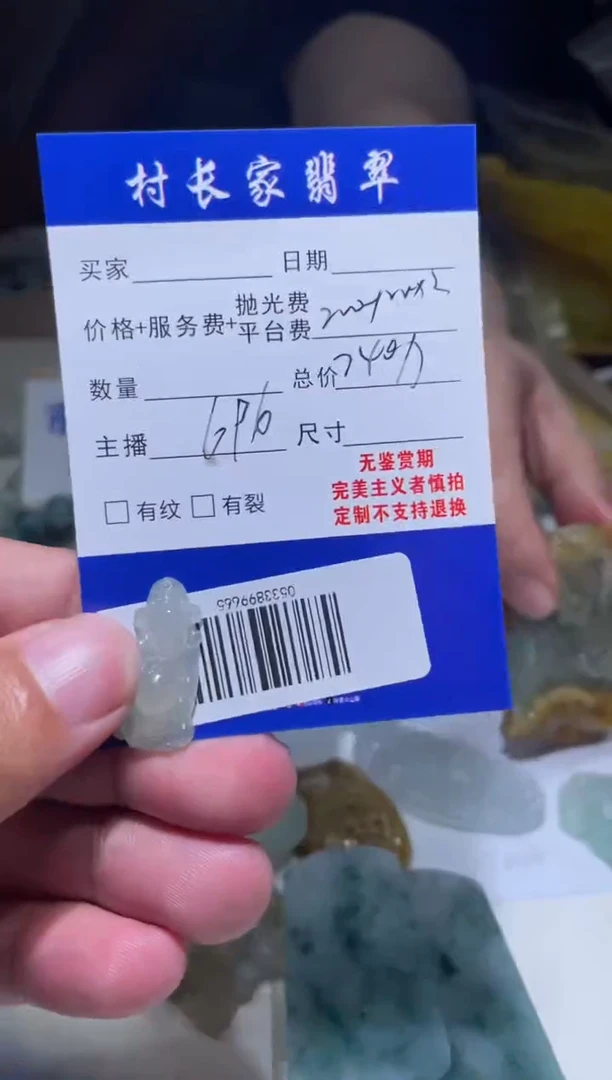 村长家翡翠
买家 日期
价格+服务费+抛光费
平台费
数量 总价
主播 尺寸
无鉴赏期
完美主义者慎拍
定制不支持退换
□有纹 □有裂
0533899665